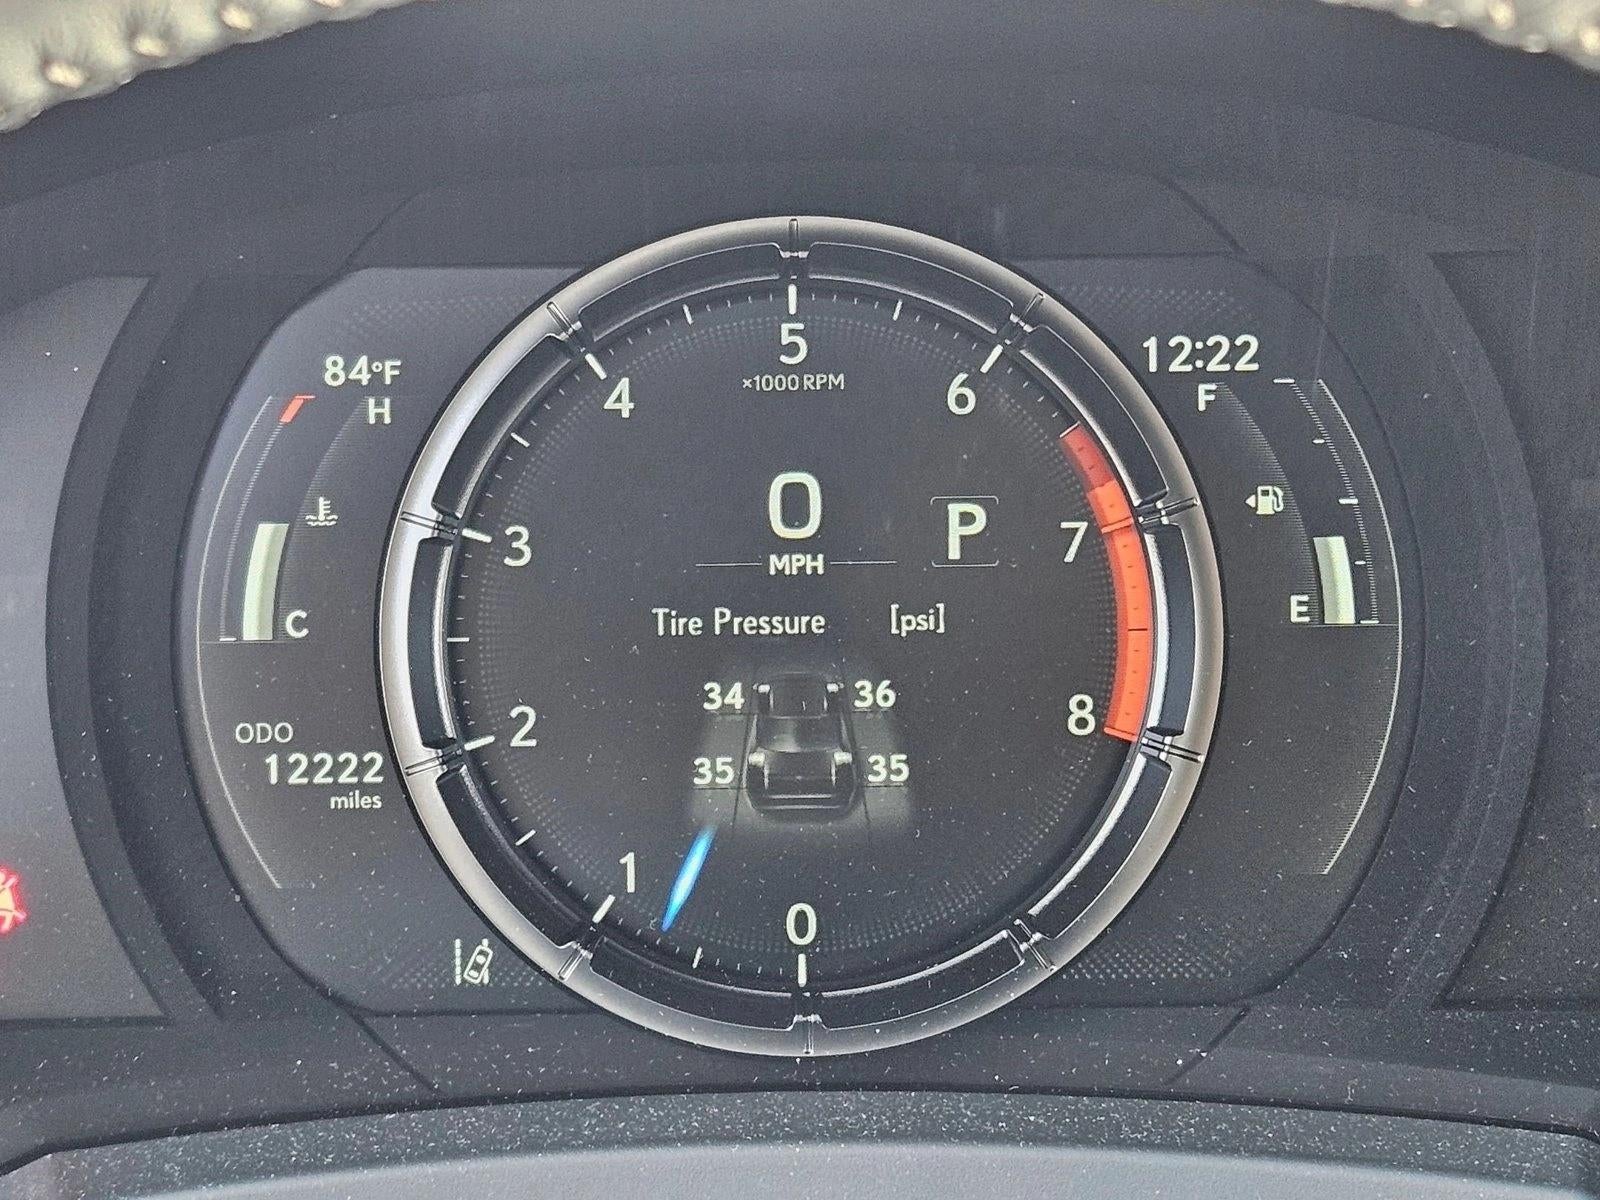 84°F
H
C
ODO
12222
miles
5
×1000 RPM
4
6
3
7
2
8
1
0
0
MPH
P
Tire Pressure [psi]
34 36
35 35
12:22
F
E